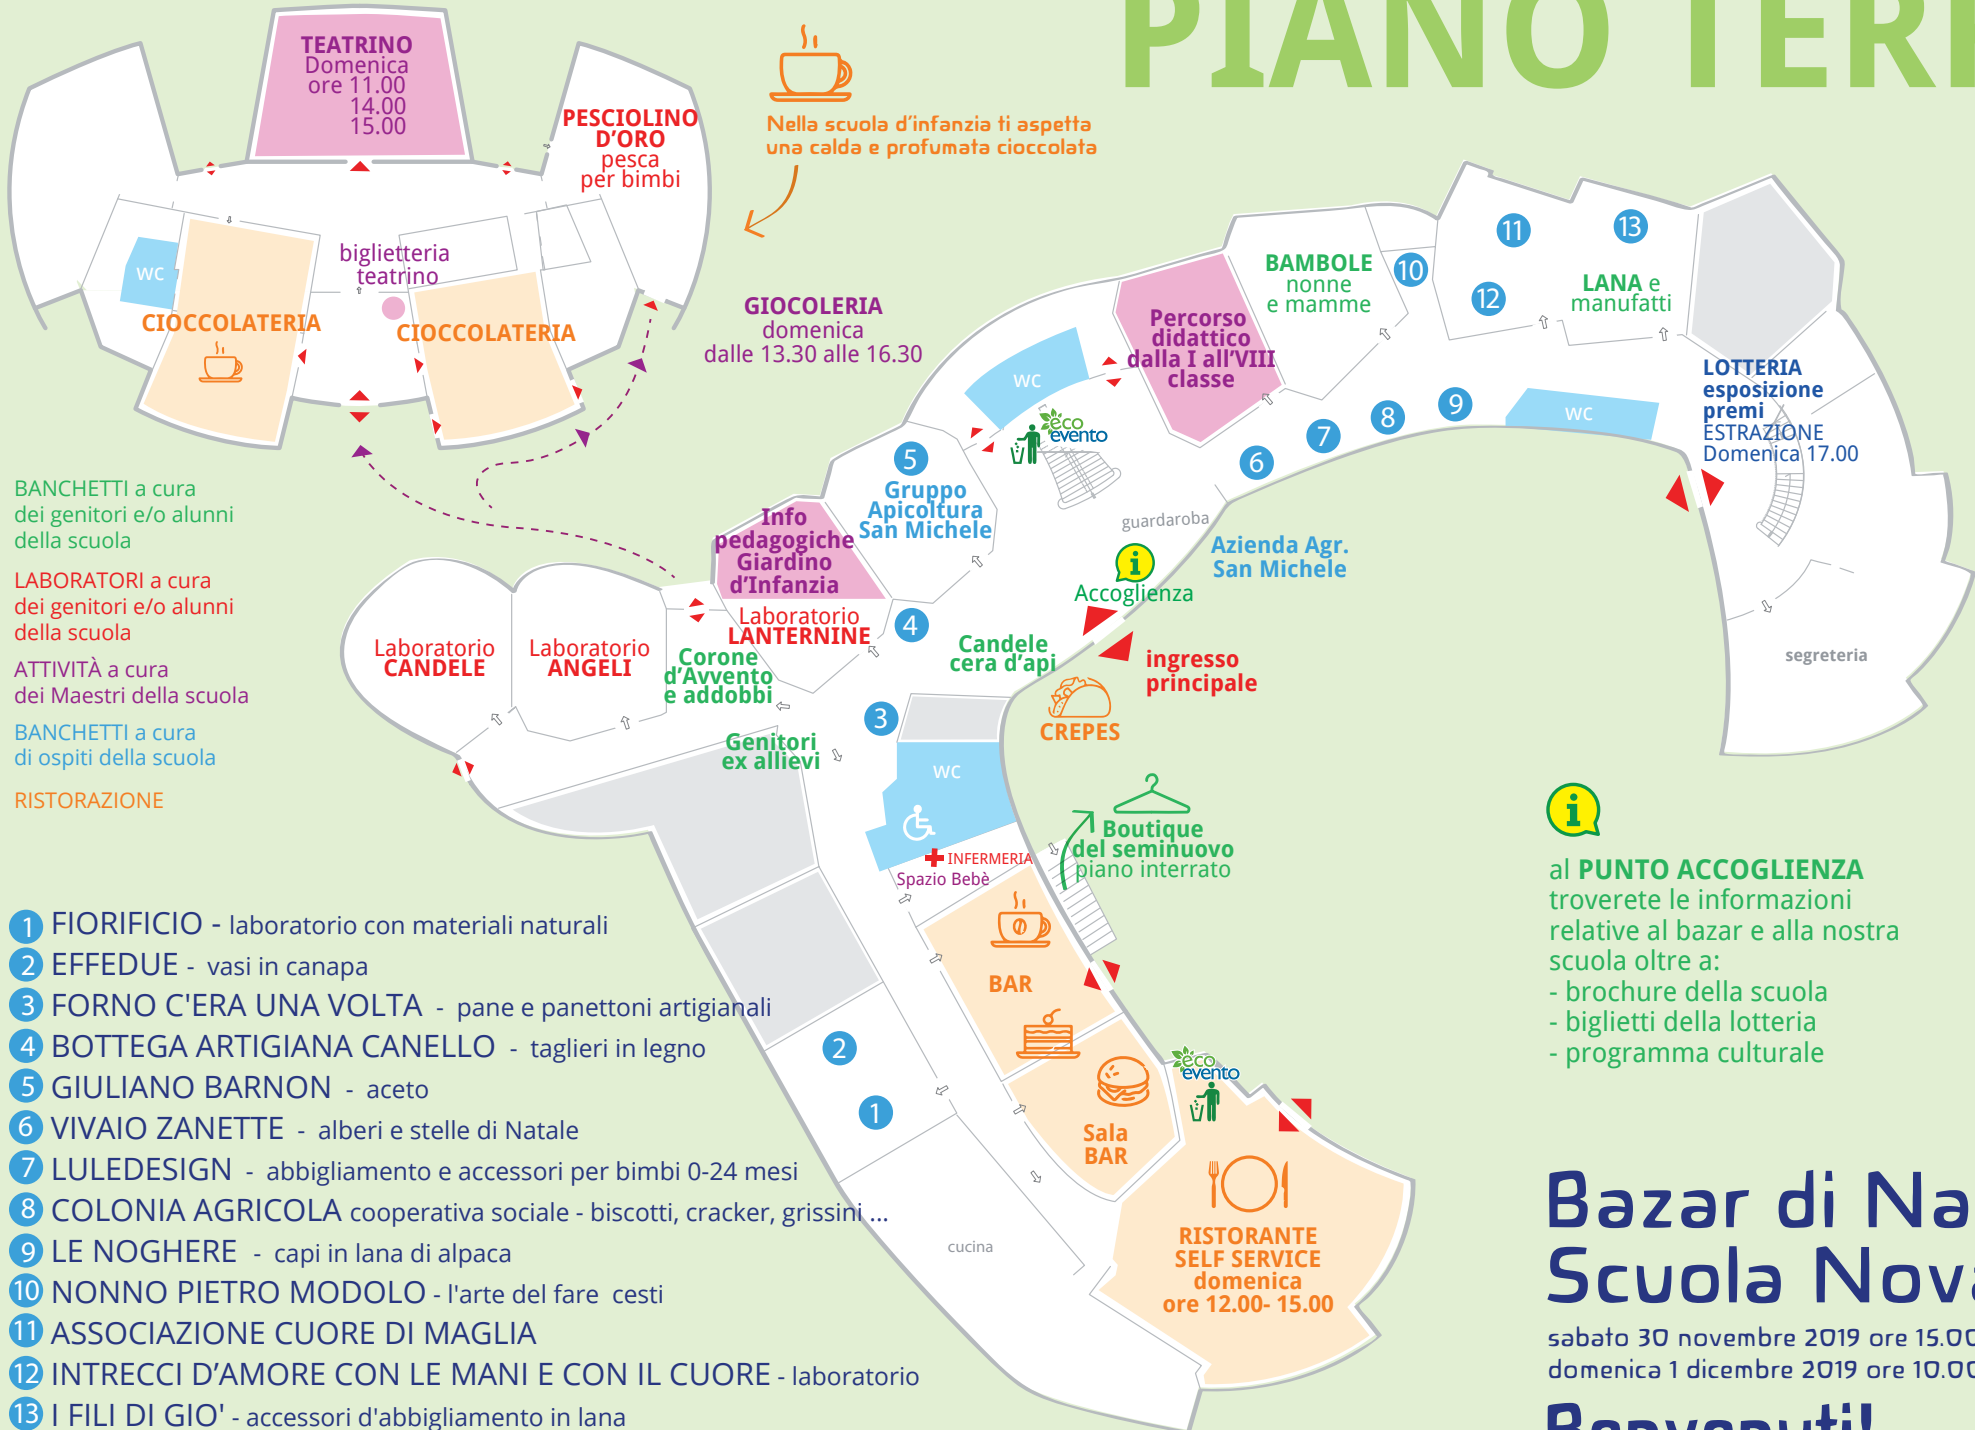 PIANO TER
TEATRINO
Domenica
ore 11.00
14.00
15.00
PESCIOLINO
D'ORO
pesca
per bimbi
Nella scuola d'infanzia ti aspetta
una calda e profumata cioccolata
wc
biglietteria
teatrino
CIOCCOLATERIA
CIOCCOLATERIA
GIOCOLERIA
domenica
dalle 13.30 alle 16.30
BAMBOLE
nonne
e mamme
10
11
12
13
LANA e
manufatti
Percorso
didattico
dalla I all'VIII
classe
wc
eco
evento
LOTTERIA
esposizione
premi
ESTRAZIONE
Domenica 17.00
wc
9
8
7
6
5
Gruppo
Apicoltura
San Michele
guardaroba
Azienda Agr.
San Michele
i
Accoglienza
Info
pedagogiche
Giardino
d'Infanzia
Laboratorio
LANTERNINE
4
Candele
cera d'api
ingresso
principale
segreteria
Laboratorio
CANDELE
Laboratorio
ANGELI
Corone
d'Avvento
e addobbi
3
CREPES
Genitori
ex allievi
wc
BANCHETTI a cura
dei genitori e/o alunni
della scuola
LABORATORI a cura
dei genitori e/o alunni
della scuola
ATTIVITÀ a cura
dei Maestri della scuola
BANCHETTI a cura
di ospiti della scuola
RISTORAZIONE
Boutique
del seminuovo
piano interrato
INFERMERIA
Spazio Bebè
BAR
2
1
eco
evento
Sala
BAR
cucina
RISTORANTE
SELF SERVICE
domenica
ore 12.00- 15.00
i
al PUNTO ACCOGLIENZA
troverete le informazioni
relative al bazar e alla nostra
scuola oltre a:
- brochure della scuola
- biglietti della lotteria
- programma culturale
1 FIORIFICIO - laboratorio con materiali naturali
2 EFFEDUE - vasi in canapa
3 FORNO C'ERA UNA VOLTA - pane e panettoni artigianali
4 BOTTEGA ARTIGIANA CANELLO - taglieri in legno
5 GIULIANO BARNON - aceto
6 VIVAIO ZANETTE - alberi e stelle di Natale
7 LULEDESIGN - abbigliamento e accessori per bimbi 0-24 mesi
8 COLONIA AGRICOLA cooperativa sociale - biscotti, cracker, grissini ...
9 LE NOGHERE - capi in lana di alpaca
10 NONNO PIETRO MODOLO - l'arte del fare cesti
11 ASSOCIAZIONE CUORE DI MAGLIA
12 INTRECCI D'AMORE CON LE MANI E CON IL CUORE - laboratorio
13 I FILI DI GIO' - accessori d'abbigliamento in lana
Bazar di Na
Scuola Nova
sabato 30 novembre 2019 ore 15.00
domenica 1 dicembre 2019 ore 10.00
Benvenuti!